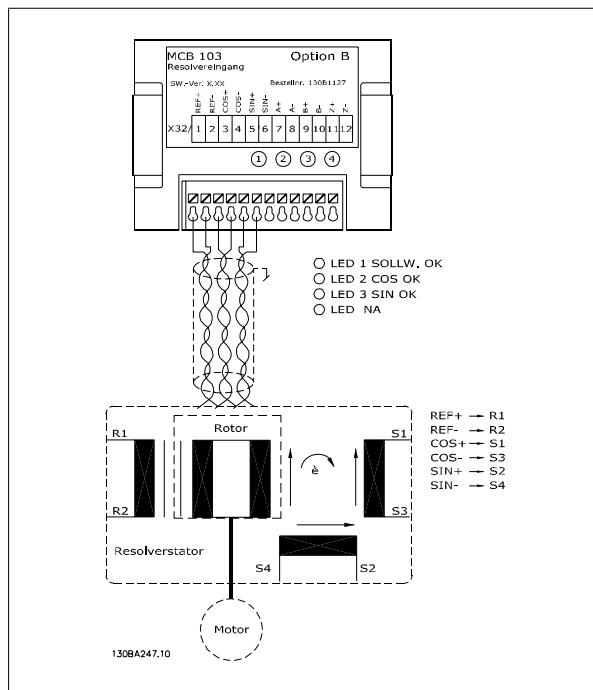 MCB 103 Option B
Resolvereingang
SW.-Ver. X.XX Bestellnr. 130B1127
REF+ REF- COS+ COS- SIN+ SIN- A+ A- B+ B- Z+ Z-
X32/ 1 2 3 4 5 6 7 8 9 10 11 12
1 2 3 4
LED 1 SOLLW. OK
LED 2 COS OK
LED 3 SIN OK
LED NA
REF+ → R1
REF- → R2
COS+ → S1
COS- → S3
SIN+ → S2
SIN- → S4
Rotor
R1 S1
è
R2 S3
Resolverstator
S4 S2
Motor
130BA247.10